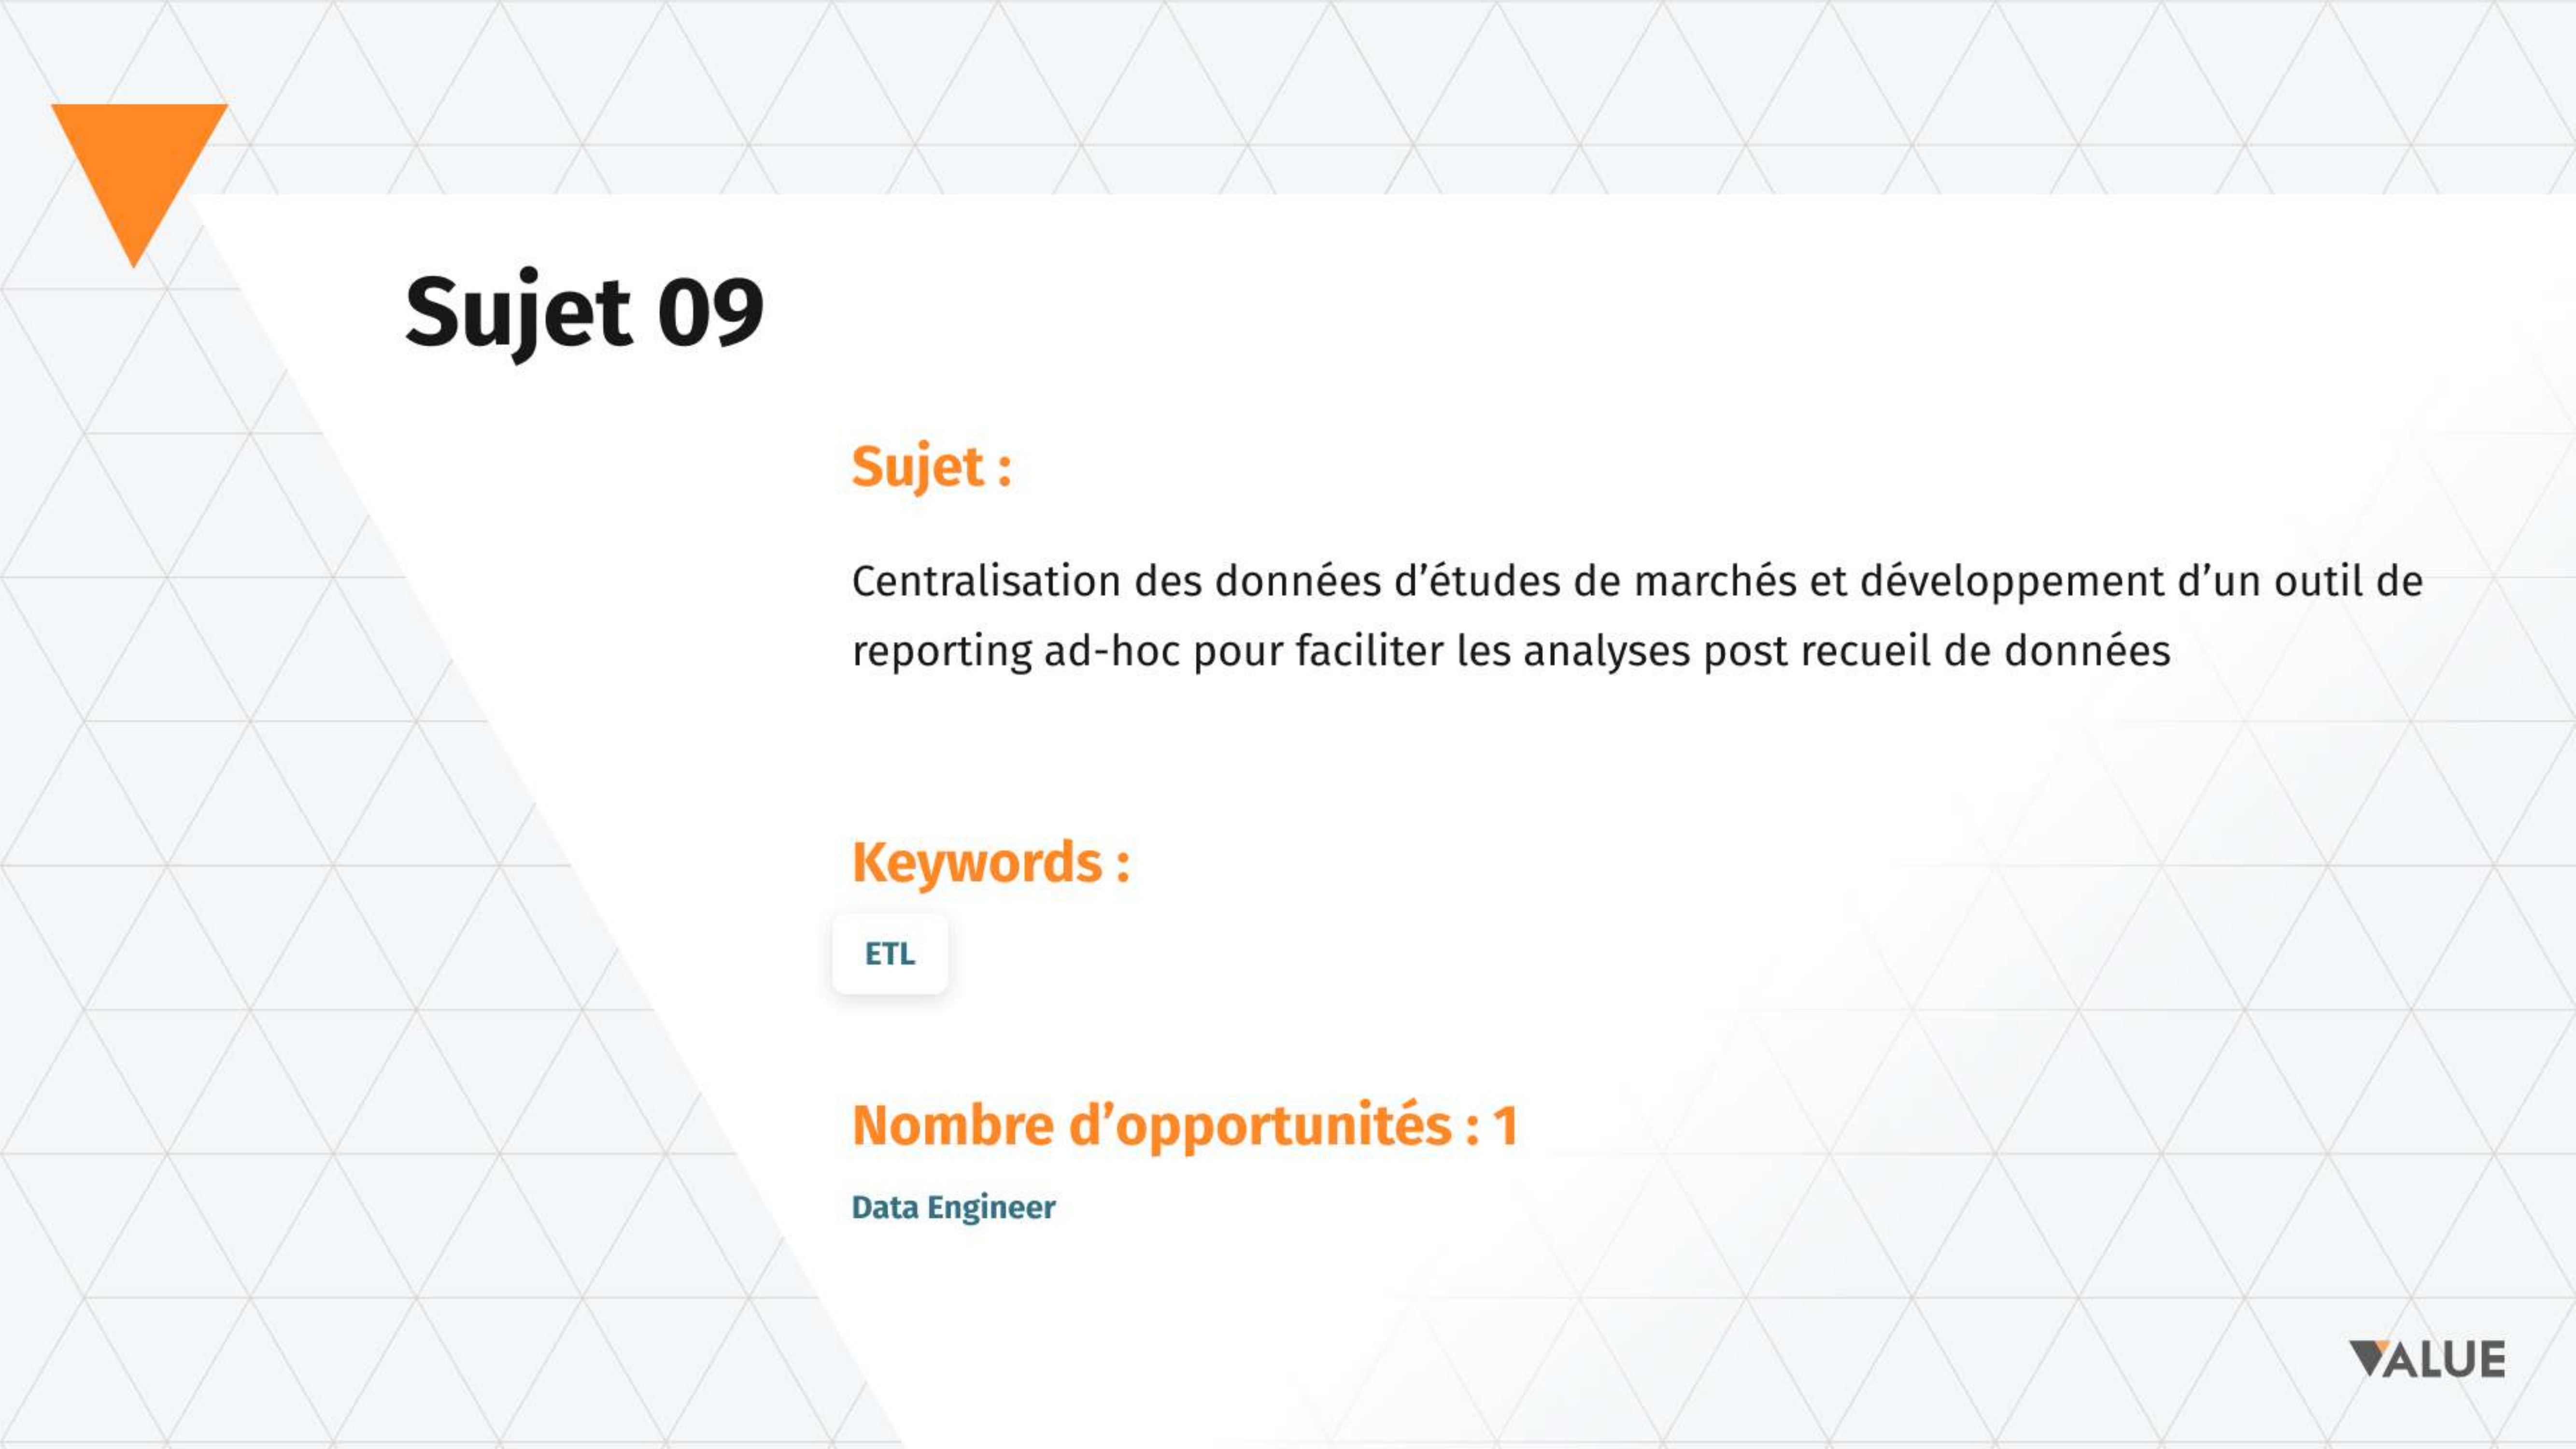 Sujet 09
Sujet :
Centralisation des données d’études de marchés et développement d’un outil de
reporting ad-hoc pour faciliter les analyses post recueil de données
Keywords :
ETL
Nombre d’opportunités : 1
Data Engineer
VALUE